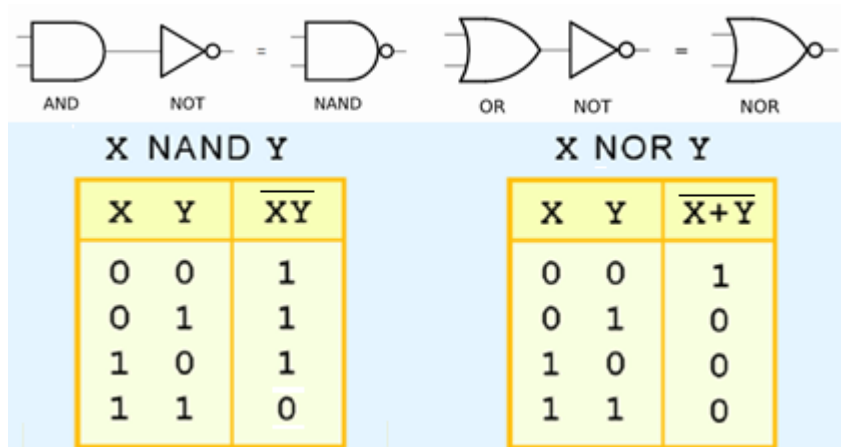 = =
AND NOT NAND OR NOT NOR
X NAND Y
X Y X̅Y̅
0 0 1
0 1 1
1 0 1
1 1 0
X NOR Y
X Y X̅+̅Y̅
0 0 1
0 1 0
1 0 0
1 1 0